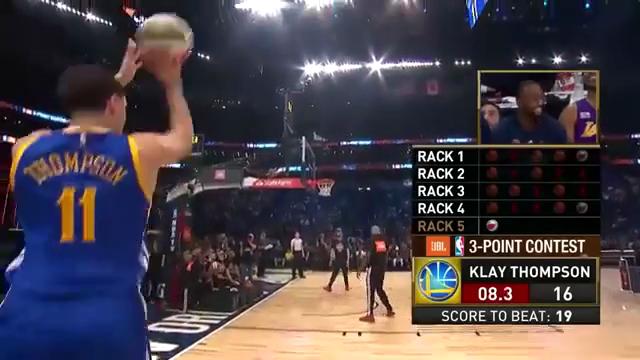 THOMPSON
11
RACK 1
RACK 2
RACK 3
RACK 4
RACK 5
JBL 3-POINT CONTEST
KLAY THOMPSON
08.3 16
SCORE TO BEAT: 19